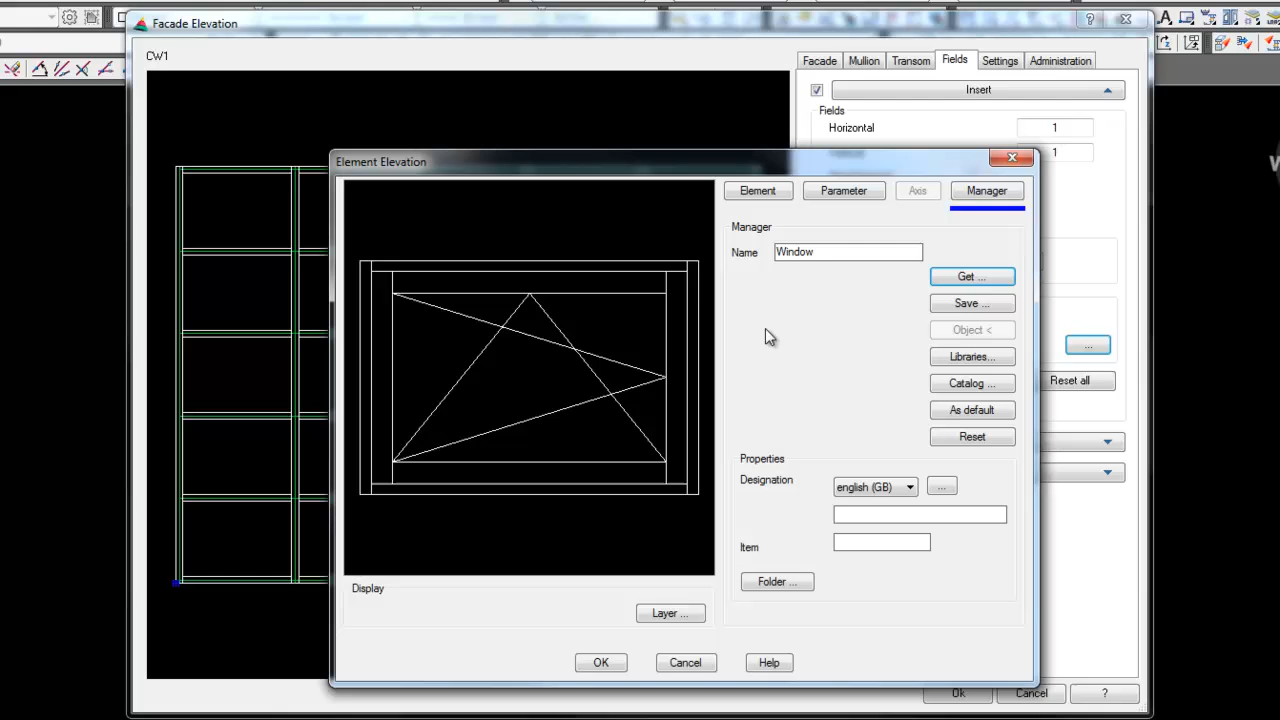 Facade Elevation
CW1
Facade Mullion Transom Fields Settings Administration
Insert
Fields
Horizontal 1
1
Element Elevation
Element Parameter Axis Manager
Manager
Name Window
Get ...
Save ...
Object <
Libraries...
Catalog ...
As default
Reset
...
Reset all
Properties
Designation english (GB) ...
Item
Folder ...
Display
Layer ...
OK Cancel Help
Ok Cancel ?